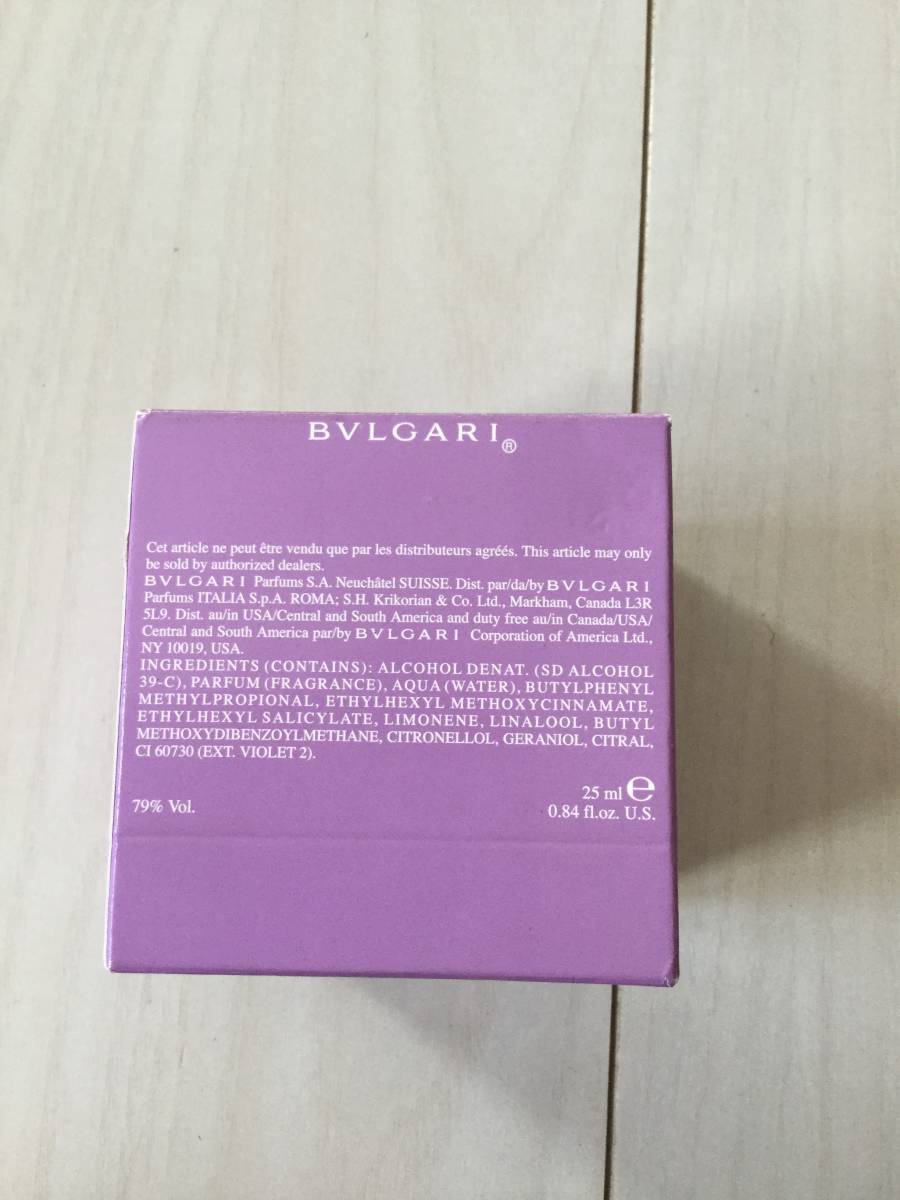 BVLGARI®
Cet article ne peut être vendu que par les distributeurs agréés. This article may only
be sold by authorized dealers.
BVLGARI Parfums S.A. Neuchâtel SUISSE. Dist. par/da/by BVLGARI
Parfums ITALIA S.p.A. ROMA; S.H. Krikorian & Co. Ltd., Markham, Canada L3R
5L9. Dist. au/in USA/Central and South America and duty free au/in Canada/USA/
Central and South America par/by BVLGARI Corporation of America Ltd.,
NY 10019, USA.
INGREDIENTS (CONTAINS): ALCOHOL DENAT. (SD ALCOHOL
39-C), PARFUM (FRAGRANCE), AQUA (WATER), BUTYLPHENYL
METHYLPROPIONAL, ETHYLHEXYL METHOXYCINNAMATE,
ETHYLHEXYL SALICYLATE, LIMONENE, LINALOOL, BUTYL
METHOXYDIBENZOYLMETHANE, CITRONELLOL, GERANIOL, CITRAL,
CI 60730 (EXT. VIOLET 2).
25 ml ℮
79% Vol.
0.84 fl.oz. U.S.